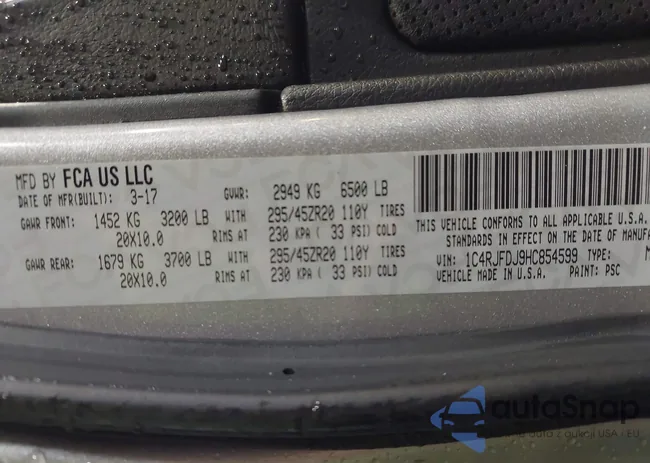 MFD BY FCA US LLC
DATE OF MFR(BUILT): 3-17 GVWR: 2949 KG 6500 LB
GAWR FRONT: 1452 KG 3200 LB WITH 295/45ZR20 110Y TIRES
20X10.0 RIMS AT 230 KPA ( 33 PSI) COLD
GAWR REAR: 1679 KG 3700 LB WITH 295/45ZR20 110Y TIRES
20X10.0 RIMS AT 230 KPA ( 33 PSI) COLD
THIS VEHICLE CONFORMS TO ALL APPLICABLE U.S.A.
STANDARDS IN EFFECT ON THE DATE OF MANUFA
VIN: 1C4RJFDJ9HC854599 TYPE: M
VEHICLE MADE IN U.S.A. PAINT: PSC
autoSnap
auta z aukcji USA - EU